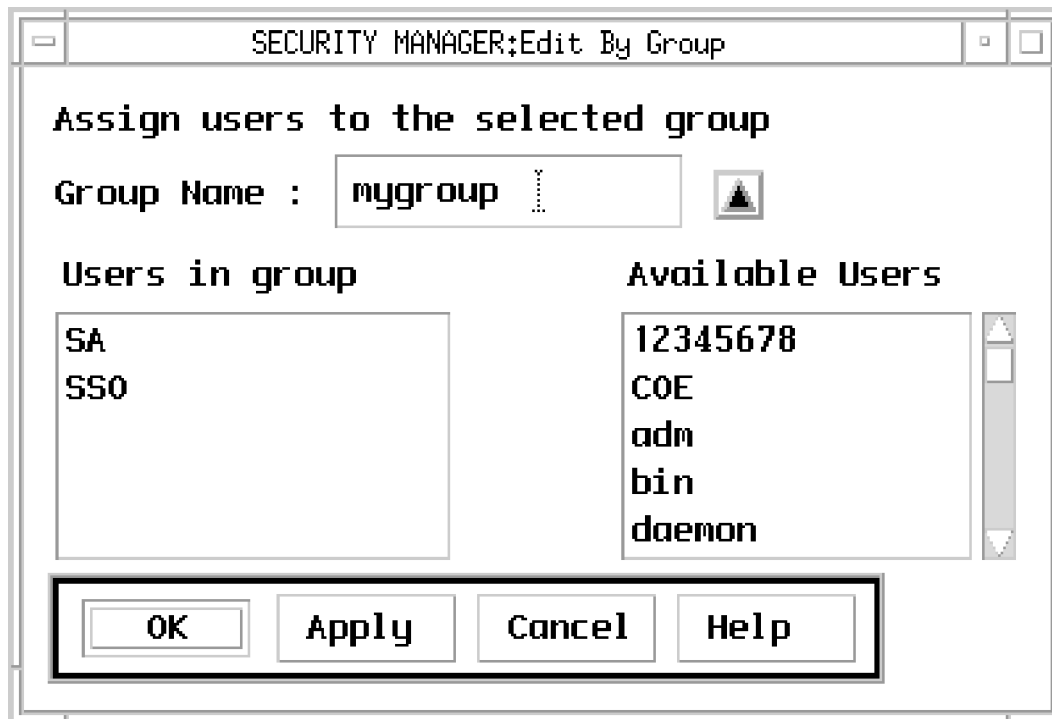 SECURITY MANAGER:Edit By Group
Assign users to the selected group
Group Name : mygroup
Users in group
Available Users
SA
SSO
12345678
COE
adm
bin
daemon
OK Apply Cancel Help